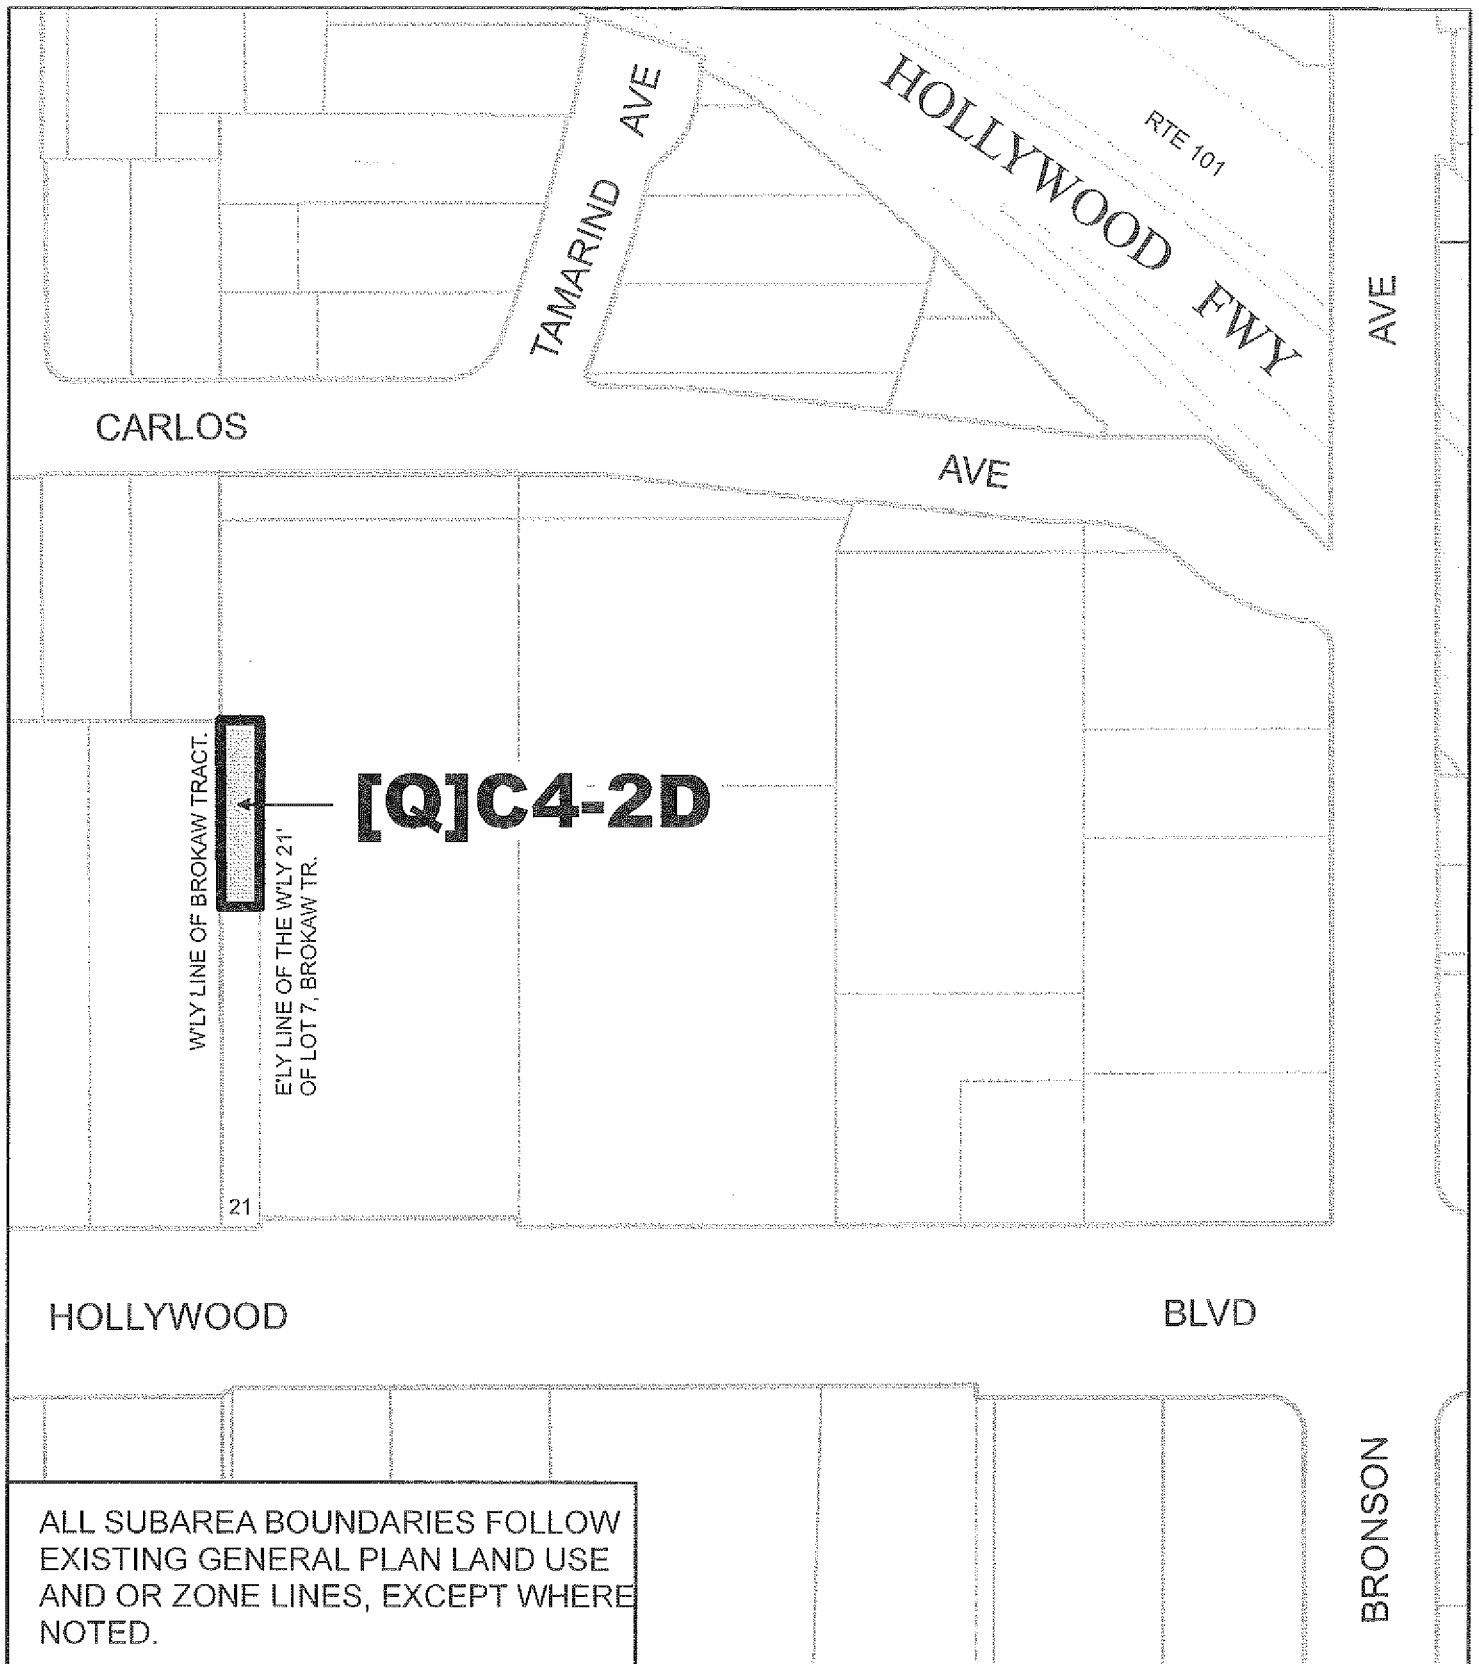 TAMARIND AVE
HOLLYWOOD FWY
RTE 101
AVE
CARLOS
AVE
W'LY LINE OF BROKAW TRACT.
[Q]C4-2D
E'LY LINE OF THE W'LY 21'
OF LOT 7, BROKAW TR.
21
HOLLYWOOD
BLVD
BRONSON
ALL SUBAREA BOUNDARIES FOLLOW
EXISTING GENERAL PLAN LAND USE
AND OR ZONE LINES, EXCEPT WHERE
NOTED.